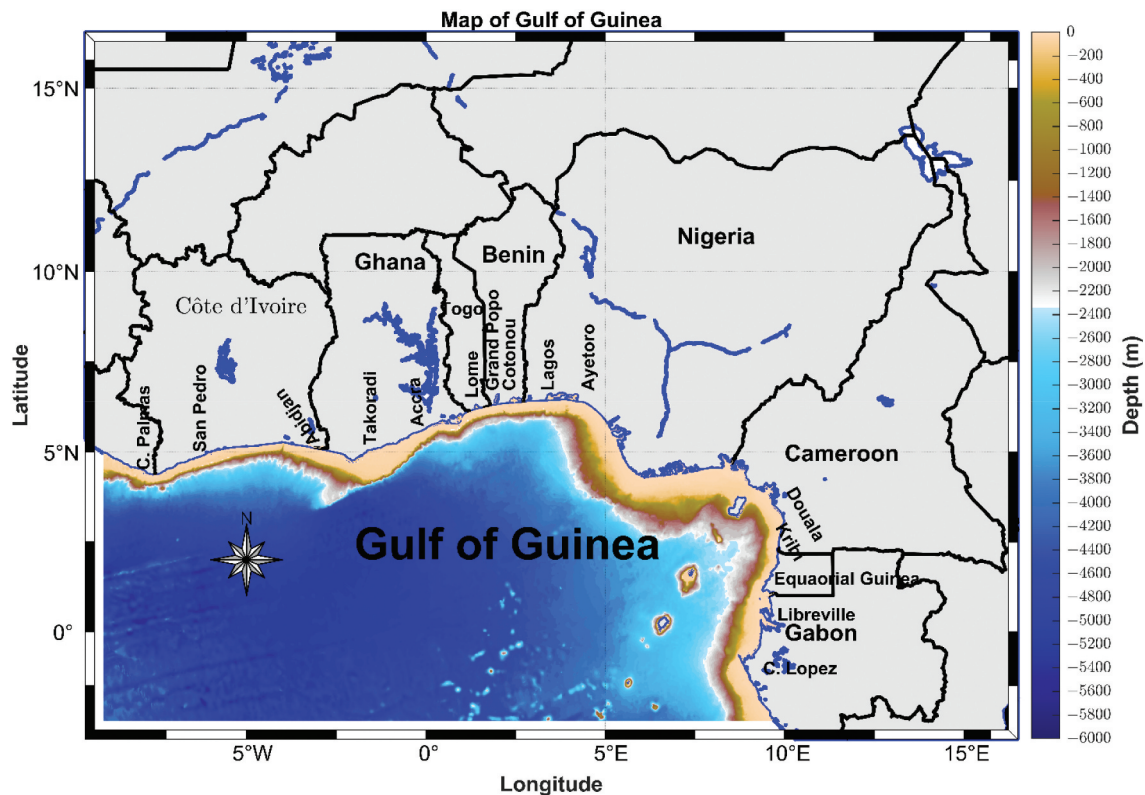 Map of Gulf of Guinea
15°N
10°N
5°N
0°
Latitude
5°W
0°
5°E
10°E
15°E
Longitude
Côte d'Ivoire
Ghana
Togo
Benin
Nigeria
Cameroon
Equaorial Guinea
Gabon
C. Palmas
San Pedro
Abidjan
Takoradi
Accra
Lome
Grand Popo
Cotonou
Lagos
Ayetoro
Douala
Kribi
Libreville
C. Lopez
Gulf of Guinea
N
0
−200
−400
−600
−800
−1000
−1200
−1400
−1600
−1800
−2000
−2200
−2400
−2600
−2800
−3000
−3200
−3400
−3600
−3800
−4000
−4200
−4400
−4600
−4800
−5000
−5200
−5400
−5600
−5800
−6000
Depth (m)